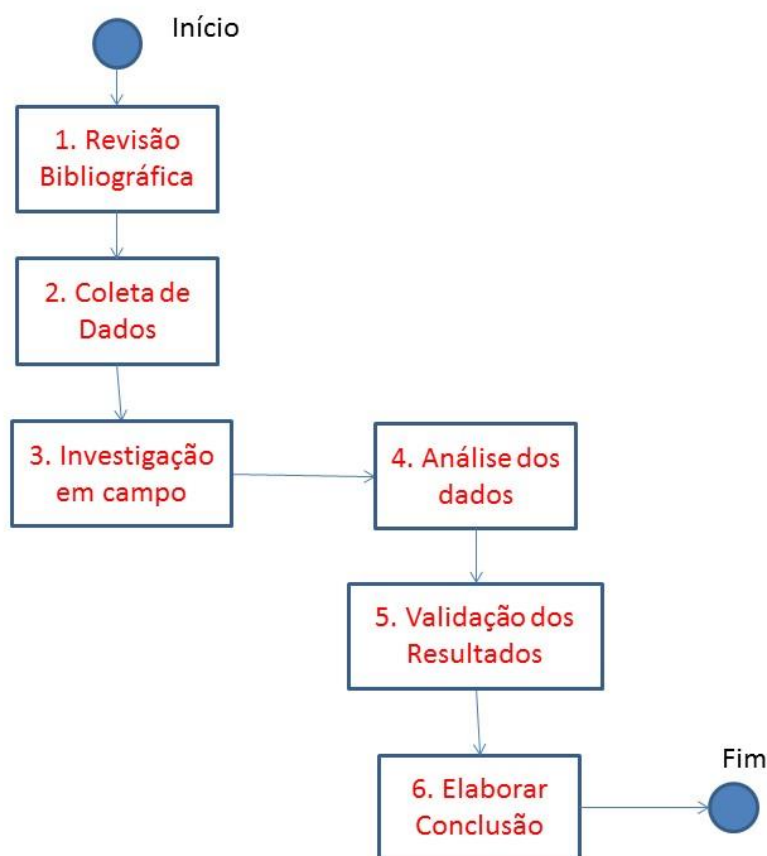 Início
1. Revisão
Bibliográfica
2. Coleta de
Dados
3. Investigação
em campo
4. Análise dos
dados
5. Validação dos
Resultados
6. Elaborar
Conclusão
Fim